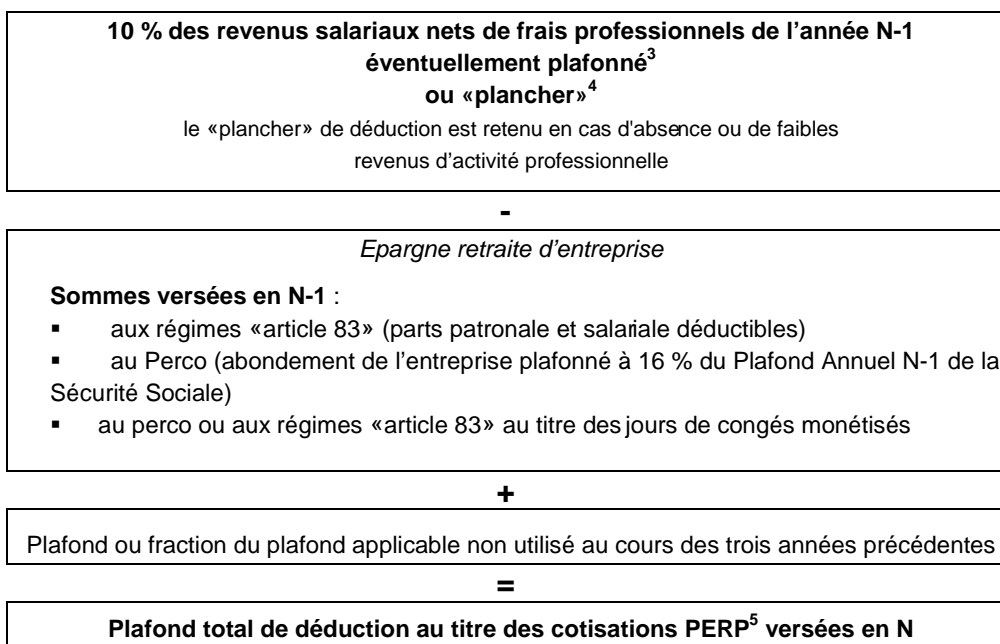 10 % des revenus salariaux nets de frais professionnels de l'année N-1
éventuellement plafonné³
ou «plancher»⁴
le «plancher» de déduction est retenu en cas d'absence ou de faibles
revenus d'activité professionnelle
-
Epargne retraite d'entreprise
Sommes versées en N-1 :
▪ aux régimes «article 83» (parts patronale et salariale déductibles)
▪ au Perco (abondement de l'entreprise plafonné à 16 % du Plafond Annuel N-1 de la
Sécurité Sociale)
▪ au perco ou aux régimes «article 83» au titre des jours de congés monétisés
+
Plafond ou fraction du plafond applicable non utilisé au cours des trois années précédentes
=
Plafond total de déduction au titre des cotisations PERP⁵ versées en N